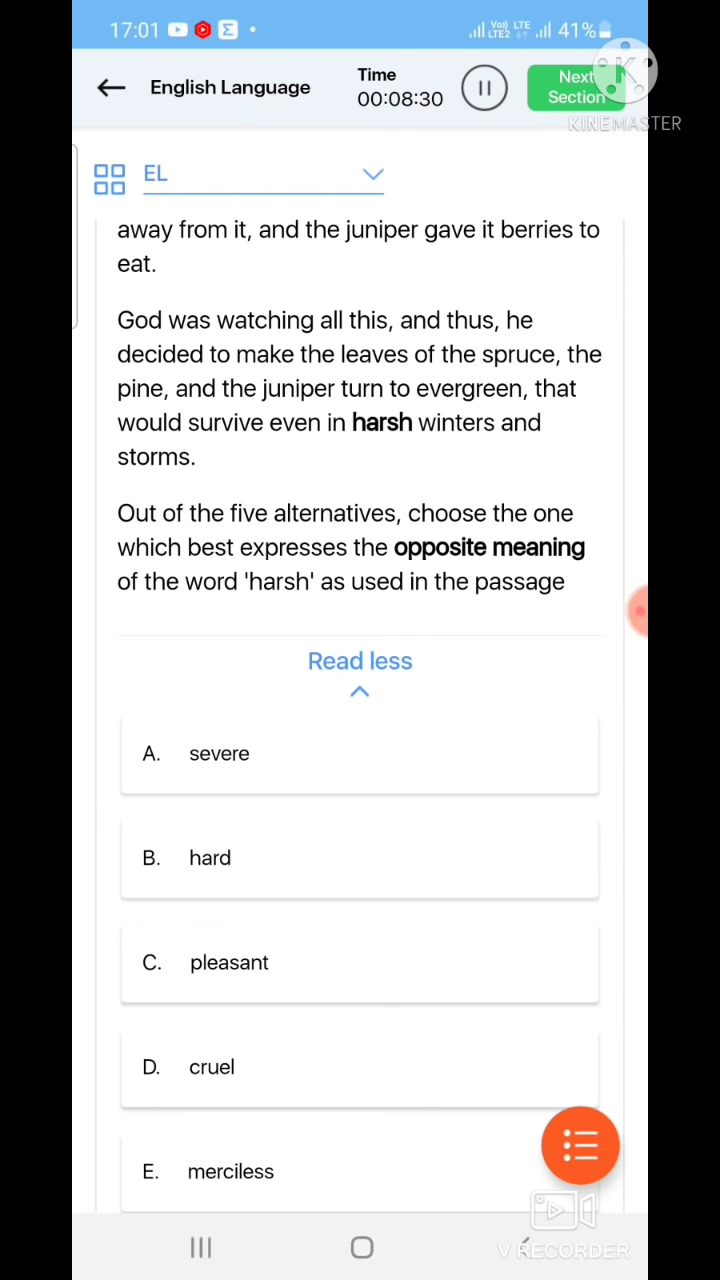 17:01 Vo)) LTE LTE2 41%
English Language
Time
00:08:30
Next
Section
KINEMASTER
EL
away from it, and the juniper gave it berries to
eat.
God was watching all this, and thus, he
decided to make the leaves of the spruce, the
pine, and the juniper turn to evergreen, that
would survive even in harsh winters and
storms.
Out of the five alternatives, choose the one
which best expresses the opposite meaning
of the word 'harsh' as used in the passage
Read less
A. severe
B. hard
C. pleasant
D. cruel
E. merciless
V RECORDER